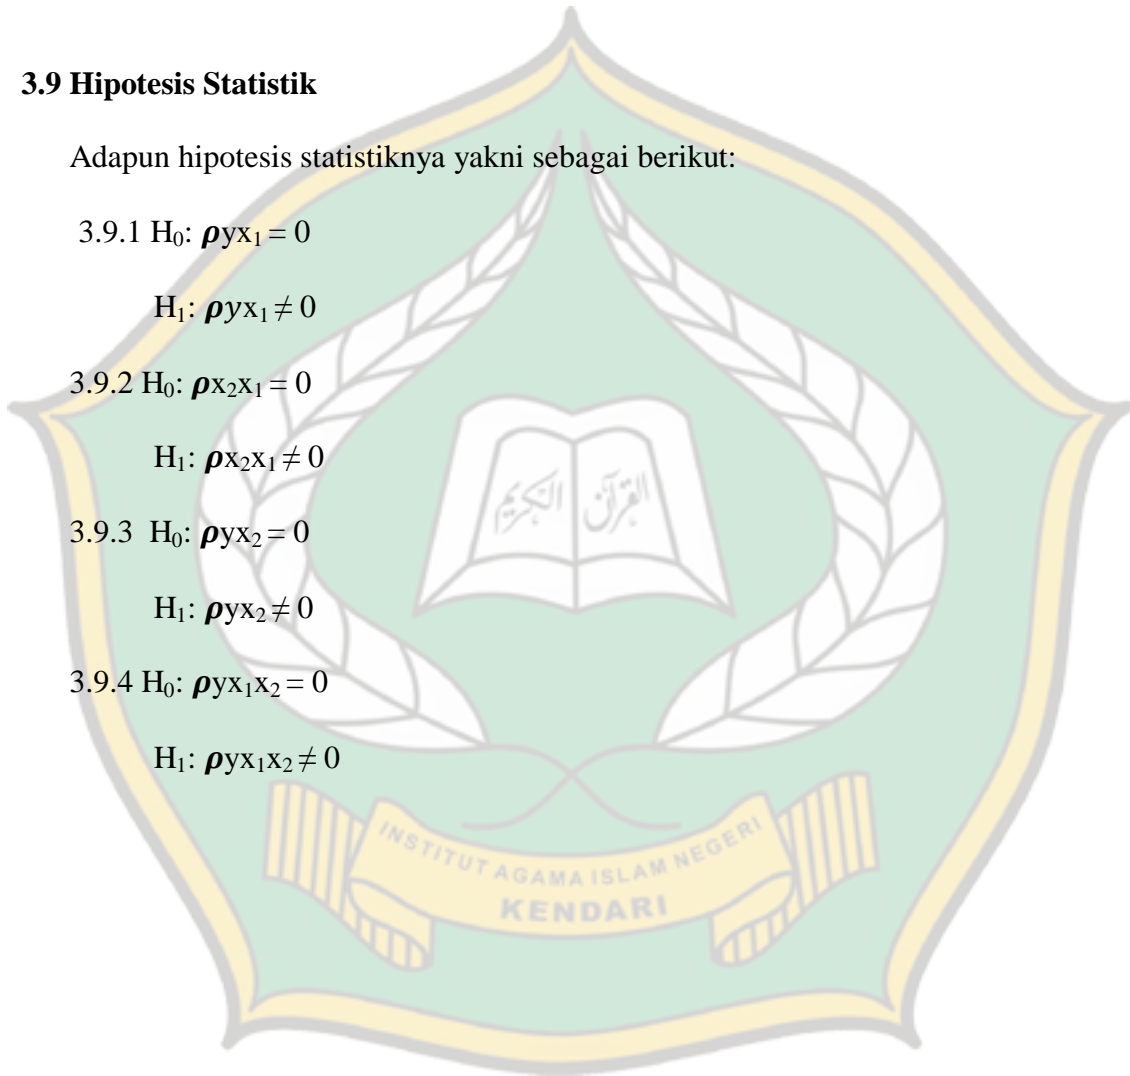 3.9 Hipotesis Statistik
Adapun hipotesis statistiknya yakni sebagai berikut:
3.9.1 H₀: ρyx₁ = 0
H₁: ρyx₁ ≠ 0
3.9.2 H₀: ρx₂x₁ = 0
H₁: ρx₂x₁ ≠ 0
القرآن الكريم
3.9.3 H₀: ρyx₂ = 0
H₁: ρyx₂ ≠ 0
3.9.4 H₀: ρyx₁x₂ = 0
H₁: ρyx₁x₂ ≠ 0
INSTITUT AGAMA ISLAM NEGERI
KENDARI